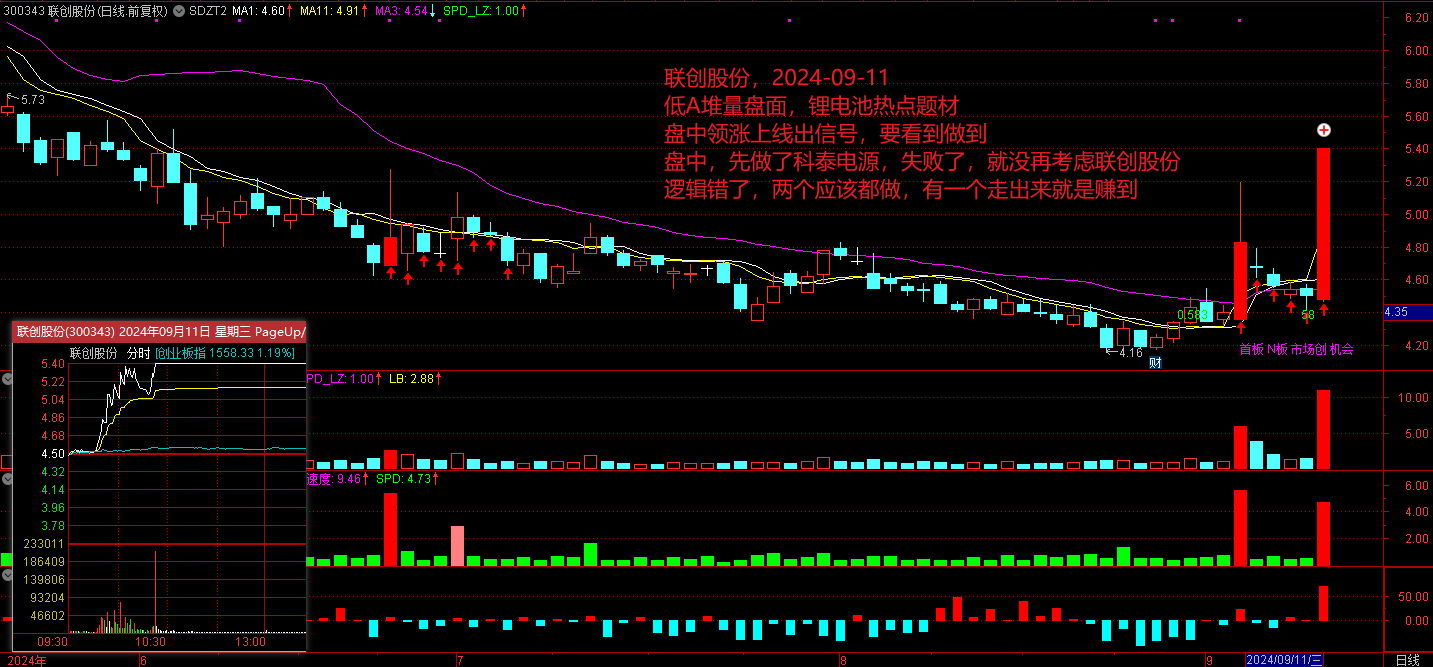 300343 联创股份(日线.前复权) SDZT2 MA1: 4.60↑ MA11: 4.91↑ MA3: 4.54↓ SPD_LZ: 1.00↑
6.20
6.00
联创股份，2024-09-11
5.80
低A堆量盘面，锂电池热点题材
5.73
5.60
盘中领涨上线出信号，要看到做到
5.40
盘中，先做了科泰电源，失败了，就没再考虑联创股份
5.20
逻辑错了，两个应该都做，有一个走出来就是赚到
5.00
4.80
4.60
0.583
58
4.35
4.20
首板 N板 市场创 机会
←4.16
财
联创股份(300343) 2024年09月11日 星期三 PageUp/
联创股份 分时 [创业板指 1558.33 1.19%]
5.40
5.22
5.04
4.86
4.68
4.50
4.32
4.14
3.96
3.78
233011
186409
139806
93204
46602
09:30 10:30 13:00
PD_LZ: 1.00↑ LB: 2.88↑
10.00
5.00
速度: 9.46↑ SPD: 4.73↑
6.00
4.00
2.00
50.00
0.00
2024年 6 7 8 9 2024/09/11/三 日线